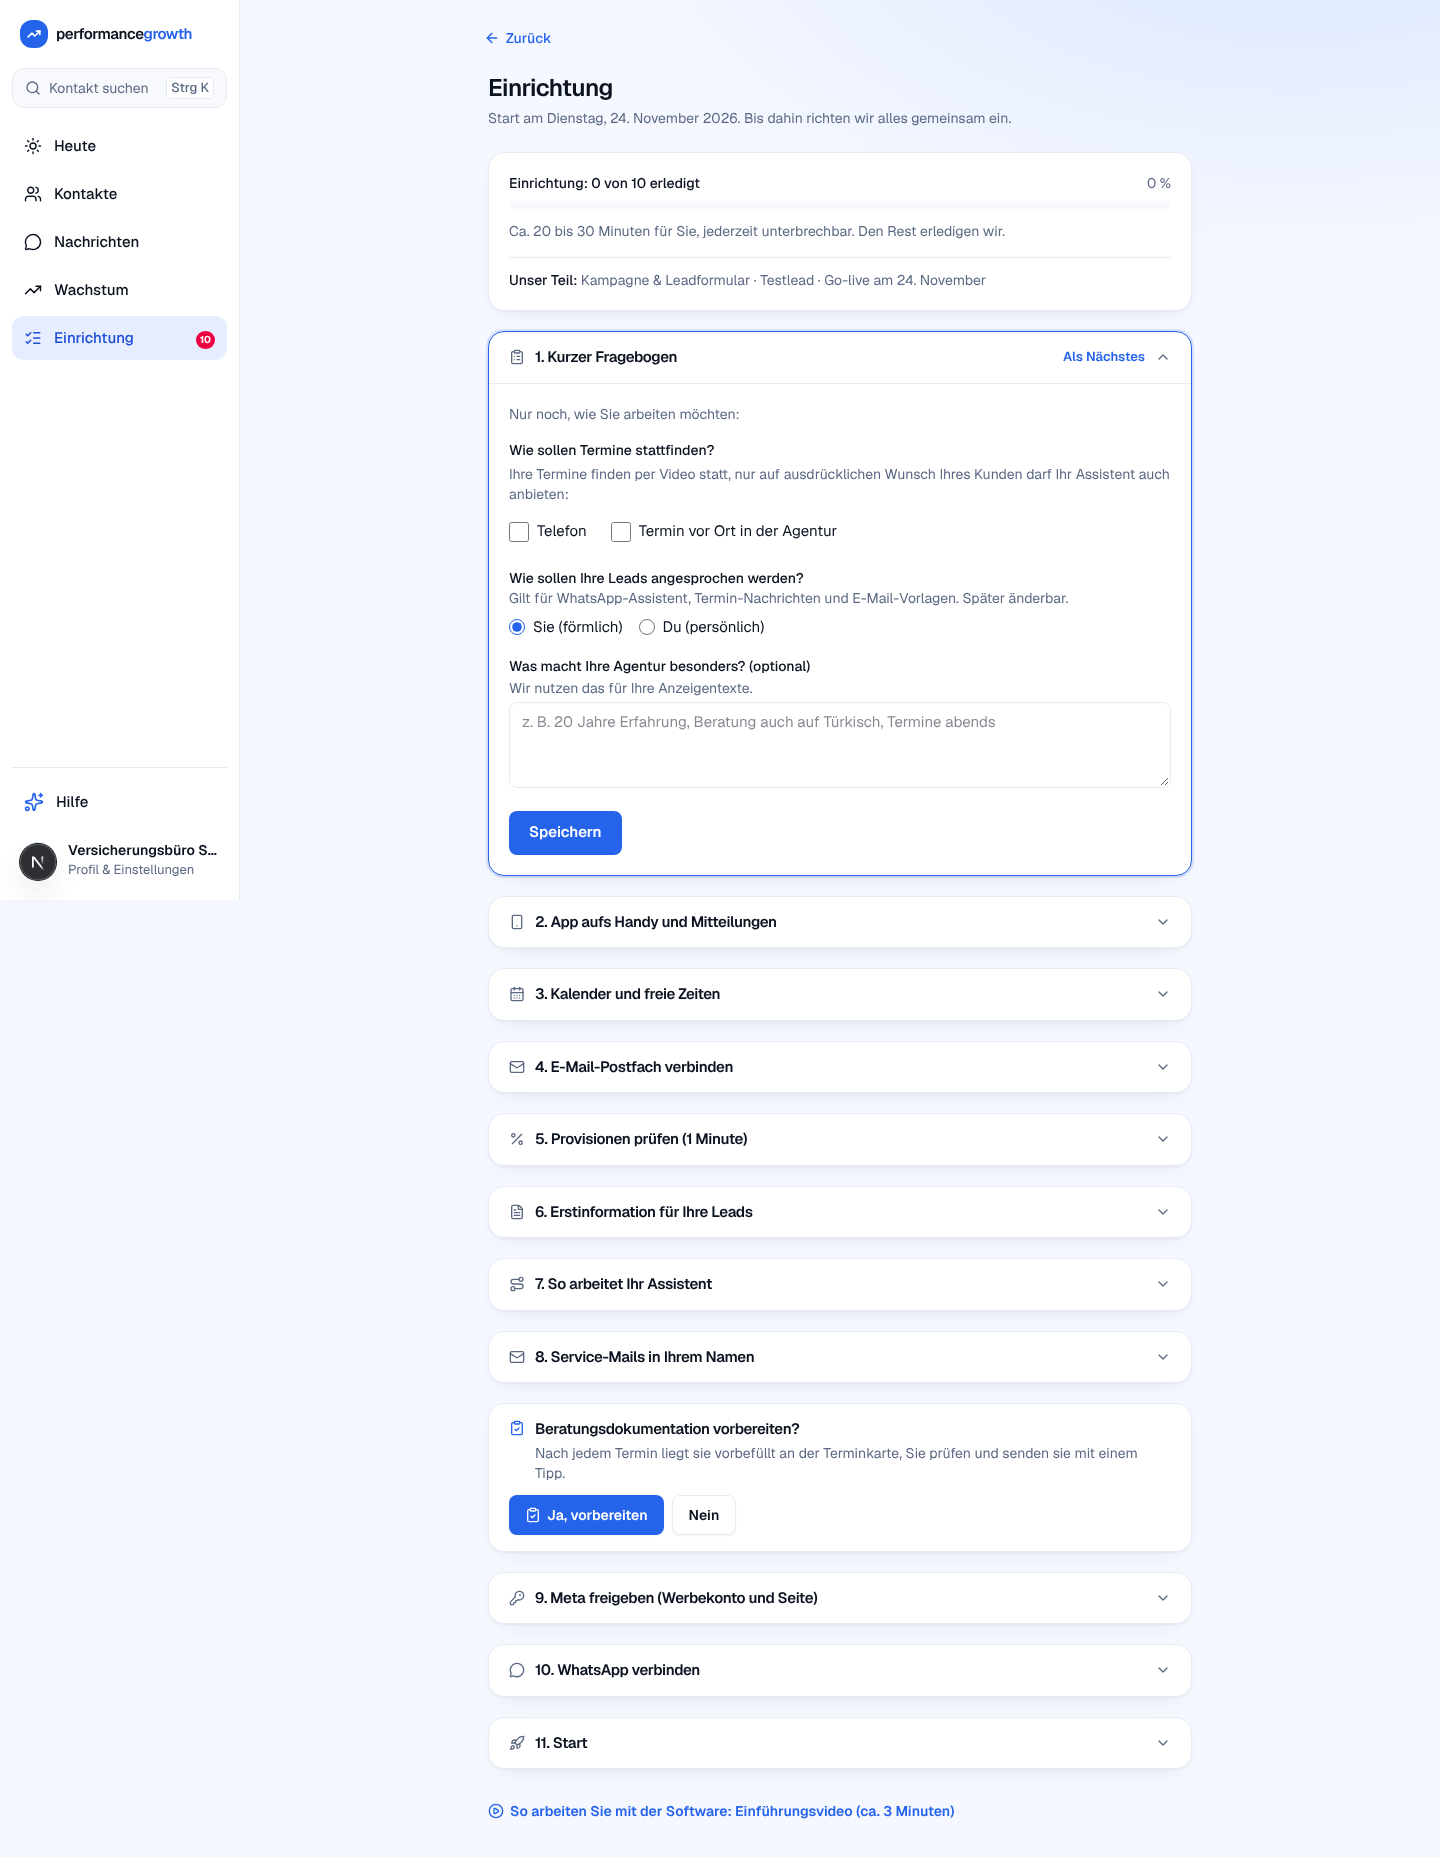 performancegrowth
Kontakt suchen
Strg K
Heute
Kontakte
Nachrichten
Wachstum
Einrichtung
10
Hilfe
N
Versicherungsbüro S...
Profil & Einstellungen
Zurück
Einrichtung
Start am Dienstag, 24. November 2026. Bis dahin richten wir alles gemeinsam ein.
Einrichtung: 0 von 10 erledigt
0 %
Ca. 20 bis 30 Minuten für Sie, jederzeit unterbrechbar. Den Rest erledigen wir.
Unser Teil: Kampagne & Leadformular · Testlead · Go-live am 24. November
1. Kurzer Fragebogen
Als Nächstes
Nur noch, wie Sie arbeiten möchten:
Wie sollen Termine stattfinden?
Ihre Termine finden per Video statt, nur auf ausdrücklichen Wunsch Ihres Kunden darf Ihr Assistent auch
anbieten:
Telefon
Termin vor Ort in der Agentur
Wie sollen Ihre Leads angesprochen werden?
Gilt für WhatsApp-Assistent, Termin-Nachrichten und E-Mail-Vorlagen. Später änderbar.
Sie (förmlich)
Du (persönlich)
Was macht Ihre Agentur besonders? (optional)
Wir nutzen das für Ihre Anzeigentexte.
z. B. 20 Jahre Erfahrung, Beratung auch auf Türkisch, Termine abends
Speichern
2. App aufs Handy und Mitteilungen
3. Kalender und freie Zeiten
4. E-Mail-Postfach verbinden
5. Provisionen prüfen (1 Minute)
6. Erstinformation für Ihre Leads
7. So arbeitet Ihr Assistent
8. Service-Mails in Ihrem Namen
Beratungsdokumentation vorbereiten?
Nach jedem Termin liegt sie vorbefüllt an der Terminkarte, Sie prüfen und senden sie mit einem
Tipp.
Ja, vorbereiten
Nein
9. Meta freigeben (Werbekonto und Seite)
10. WhatsApp verbinden
11. Start
So arbeiten Sie mit der Software: Einführungsvideo (ca. 3 Minuten)